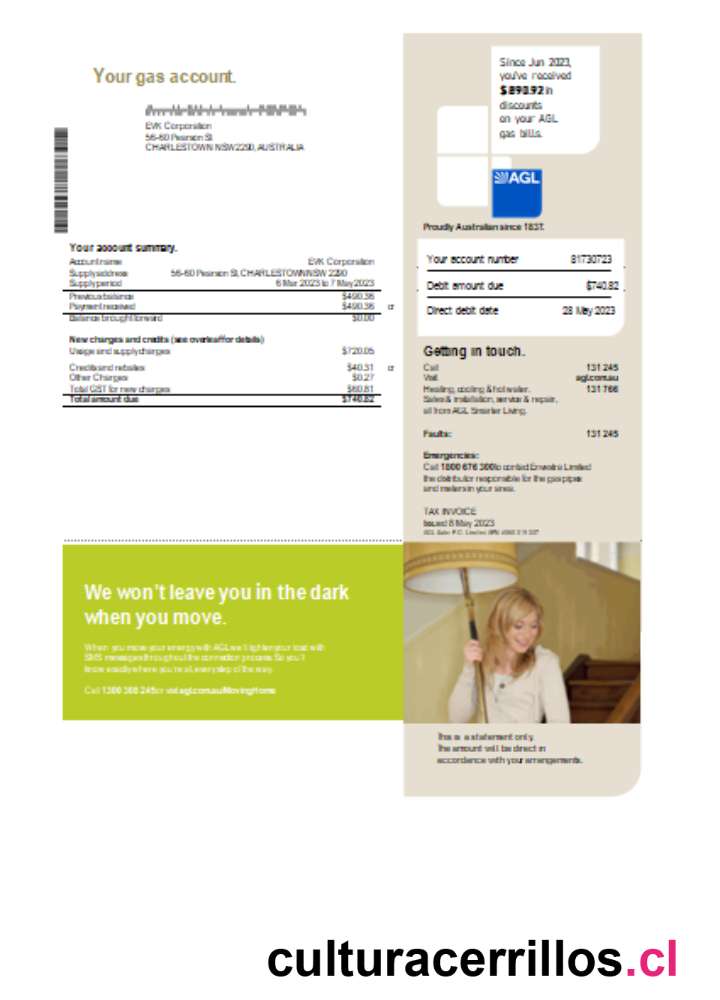 Your gas account.
EVK Corporation
56-60 Pearson St
CHARLESTOWN NSW 2290, AUSTRALIA
Since Jun 2023,
you've received
$890.92 in
discounts
on your AGL
gas bills.
AGL
Proudly Australian since 1837.
Your account summary.
Account name EVK Corporation
Supply address 56-60 Pearson St, CHARLESTOWN NSW 2290
Supply period 6 Mar 2023 to 7 May 2023
Previous balance $490.36
Payment received $490.36 cr
Balance brought forward $0.00
New charges and credits (see overleaf for details)
Usage and supply charges $720.05
Credits and rebates $40.31 cr
Other Charges $0.27
Total GST for new charges $60.81
Total amount due $740.82
Your account number 81730723
Debit amount due $740.82
Direct debit date 28 May 2023
Getting in touch.
Call 131 245
Visit agl.com.au
Heating, cooling & hot water. 131 766
Sales & installation, service & repair,
all from AGL Smarter Living.
Faults: 131 245
Emergencies:
Call 1800 676 300 to contact Envestra Limited
the distributor responsible for the gas pipes
and meters in your area.
TAX INVOICE
Issued 8 May 2023
We won't leave you in the dark
when you move.
When you move your energy with AGL we'll lighten your load with
SMS messages throughout the connection process. So you'll
know exactly where you're at, every step of the way.
Call 1300 300 245 or visit agl.com.au/MovingHome
This is a statement only.
The amount will be direct in
accordance with your arrangements.
culturacerrillos.cl